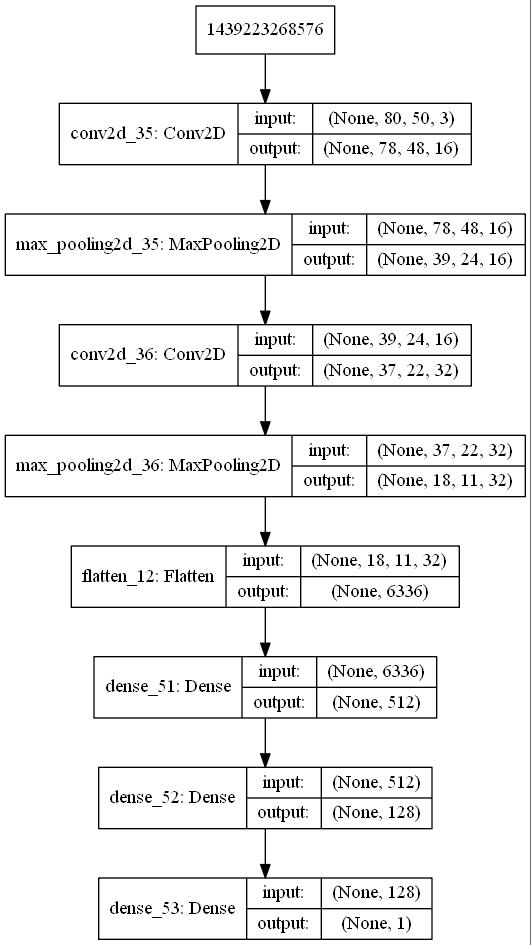 1439223268576
conv2d_35: Conv2D
input: (None, 80, 50, 3)
output: (None, 78, 48, 16)
max_pooling2d_35: MaxPooling2D
input: (None, 78, 48, 16)
output: (None, 39, 24, 16)
conv2d_36: Conv2D
input: (None, 39, 24, 16)
output: (None, 37, 22, 32)
max_pooling2d_36: MaxPooling2D
input: (None, 37, 22, 32)
output: (None, 18, 11, 32)
flatten_12: Flatten
input: (None, 18, 11, 32)
output: (None, 6336)
dense_51: Dense
input: (None, 6336)
output: (None, 512)
dense_52: Dense
input: (None, 512)
output: (None, 128)
dense_53: Dense
input: (None, 128)
output: (None, 1)